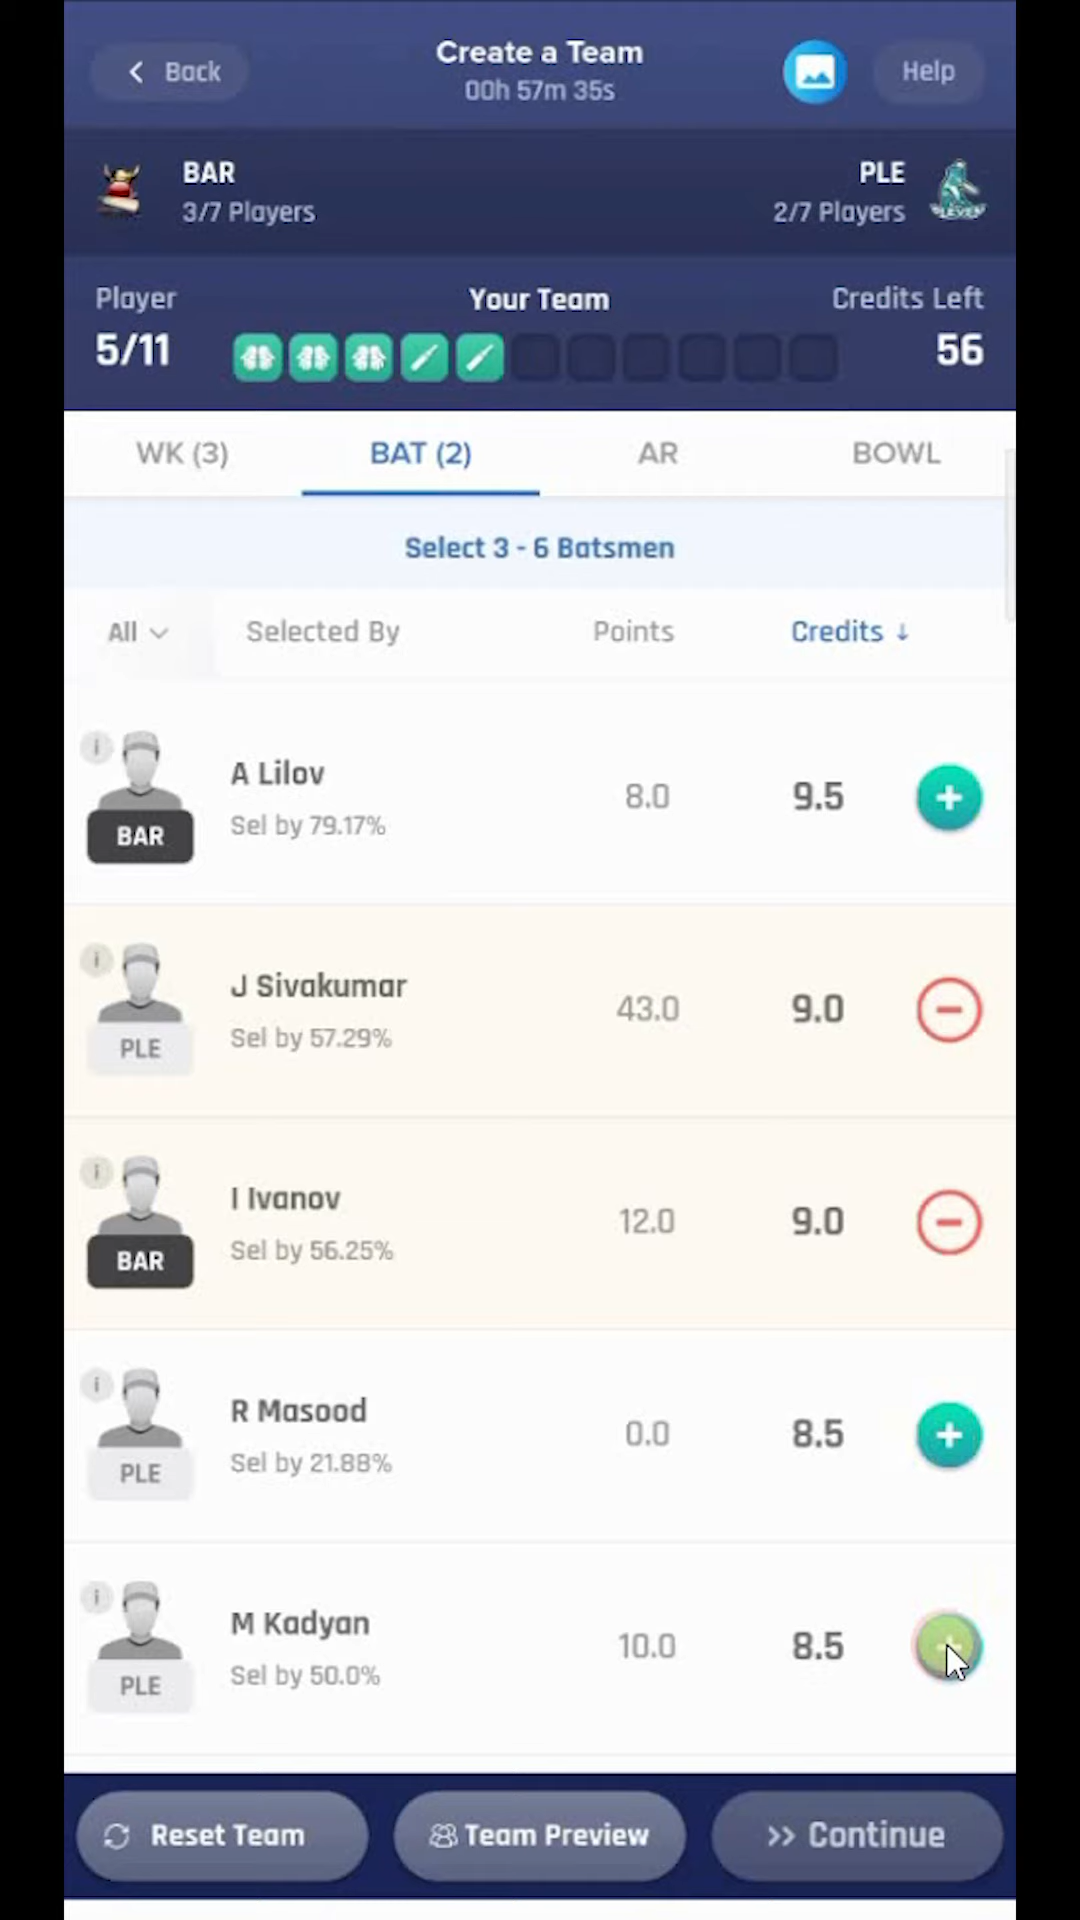 Back
Create a Team
00h 57m 35s
Help
BAR
3/7 Players
PLE
2/7 Players
Player
5/11
Your Team
Credits Left
56
WK (3)
BAT (2)
AR
BOWL
Select 3 - 6 Batsmen
All
Selected By
Points
Credits ↓
A Lilov
Sel by 79.17%
BAR
8.0
9.5
J Sivakumar
Sel by 57.29%
PLE
43.0
9.0
I Ivanov
Sel by 56.25%
BAR
12.0
9.0
R Masood
Sel by 21.88%
PLE
0.0
8.5
M Kadyan
Sel by 50.0%
PLE
10.0
8.5
Reset Team
Team Preview
>> Continue